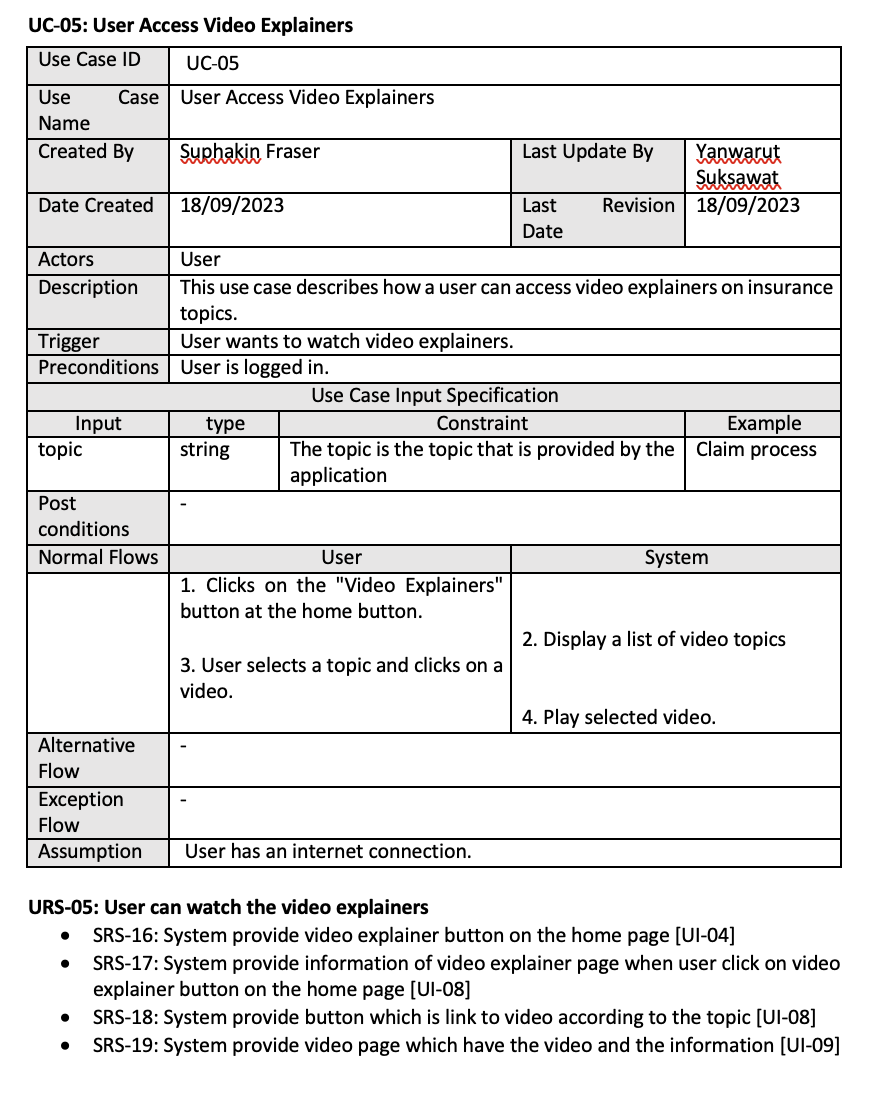 UC-05: User Access Video Explainers
Use Case ID
UC-05
Use Case
Name
User Access Video Explainers
Created By
Suphakin Fraser
Last Update By
Yanwarut
Suksawat
Date Created
18/09/2023
Last Revision
Date
18/09/2023
Actors
User
Description
This use case describes how a user can access video explainers on insurance
topics.
Trigger
User wants to watch video explainers.
Preconditions
User is logged in.
Use Case Input Specification
Input
type
Constraint
Example
topic
string
The topic is the topic that is provided by the
application
Claim process
Post
conditions
-
Normal Flows
User
System
1. Clicks on the "Video Explainers"
button at the home button.
2. Display a list of video topics
3. User selects a topic and clicks on a
video.
4. Play selected video.
Alternative
Flow
-
Exception
Flow
-
Assumption
User has an internet connection.
URS-05: User can watch the video explainers
• SRS-16: System provide video explainer button on the home page [UI-04]
• SRS-17: System provide information of video explainer page when user click on video
explainer button on the home page [UI-08]
• SRS-18: System provide button which is link to video according to the topic [UI-08]
• SRS-19: System provide video page which have the video and the information [UI-09]